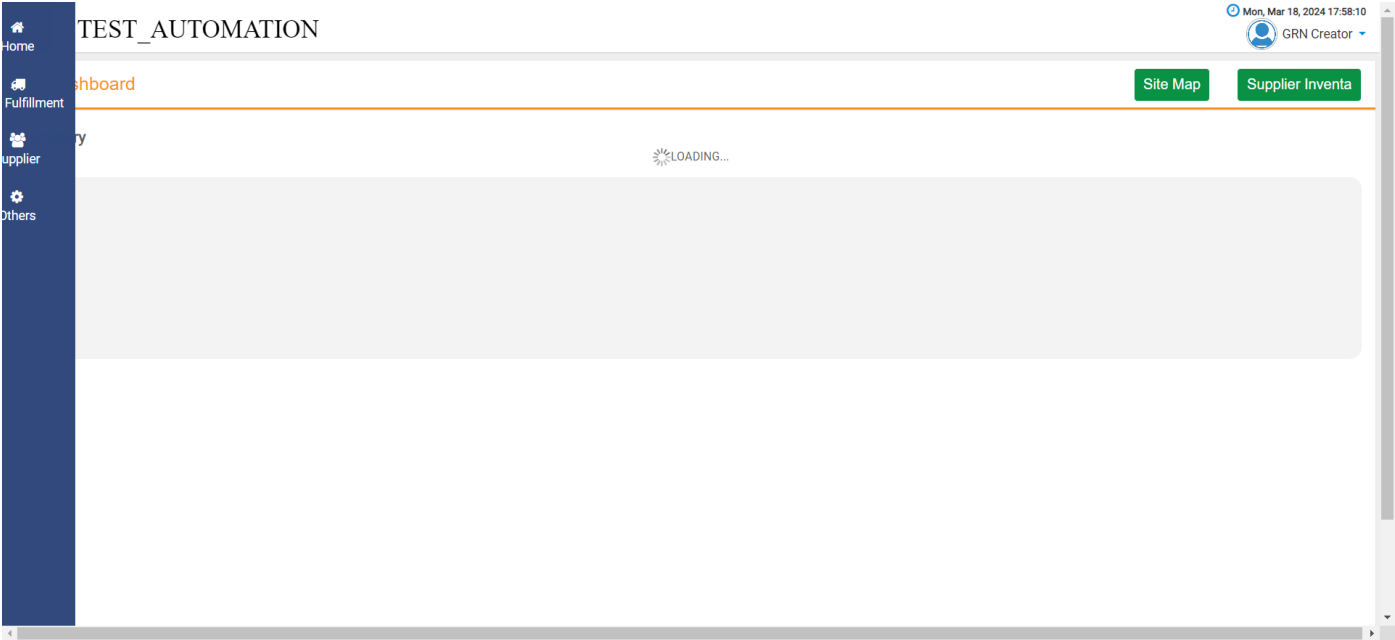 Mon, Mar 18, 2024 17:58:10
TEST_AUTOMATION
GRN Creator
Home
shboard
Site Map
Supplier Inventa
Fulfillment
ry
LOADING...
upplier
Others